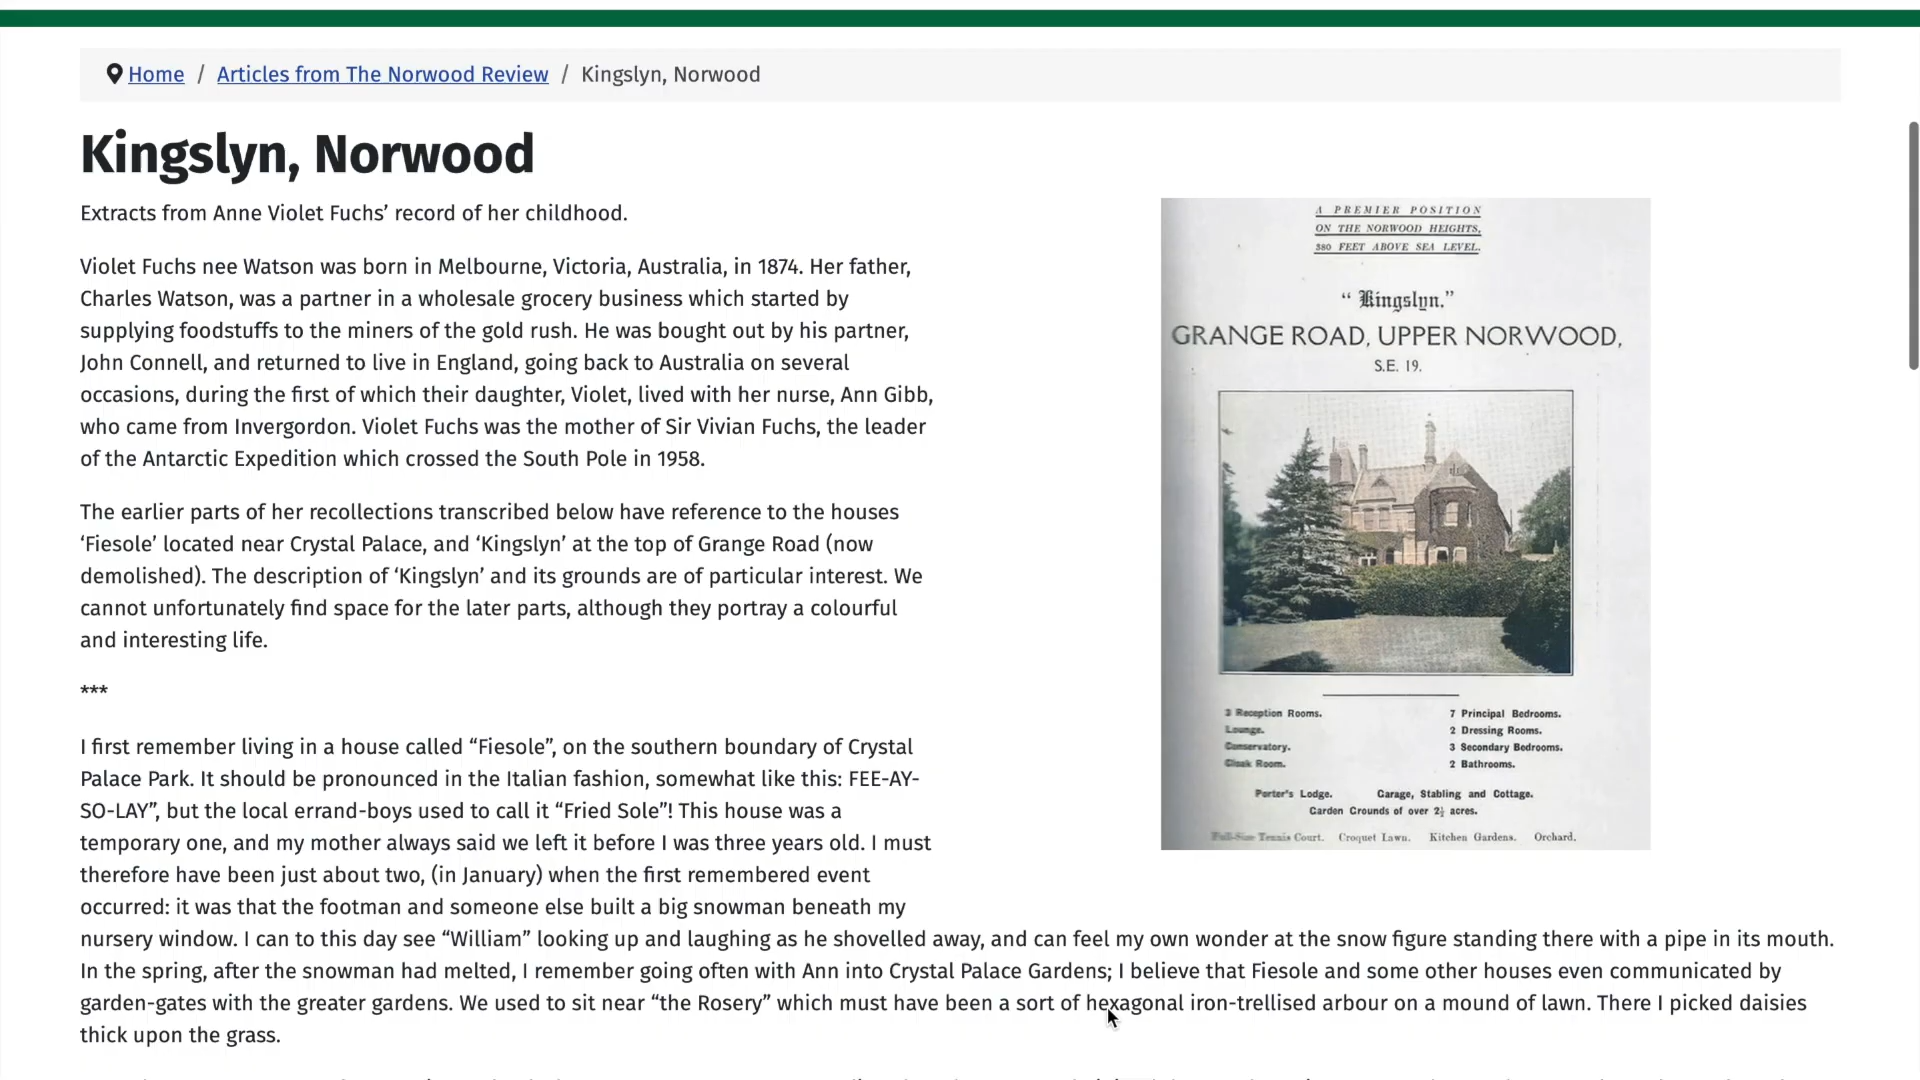 Home / Articles from The Norwood Review / Kingslyn, Norwood
Kingslyn, Norwood
Extracts from Anne Violet Fuchs’ record of her childhood.
Violet Fuchs nee Watson was born in Melbourne, Victoria, Australia, in 1874. Her father,
Charles Watson, was a partner in a wholesale grocery business which started by
supplying foodstuffs to the miners of the gold rush. He was bought out by his partner,
John Connell, and returned to live in England, going back to Australia on several
occasions, during the first of which their daughter, Violet, lived with her nurse, Ann Gibb,
who came from Invergordon. Violet Fuchs was the mother of Sir Vivian Fuchs, the leader
of the Antarctic Expedition which crossed the South Pole in 1958.
The earlier parts of her recollections transcribed below have reference to the houses
‘Fiesole’ located near Crystal Palace, and ‘Kingslyn’ at the top of Grange Road (now
demolished). The description of ‘Kingslyn’ and its grounds are of particular interest. We
cannot unfortunately find space for the later parts, although they portray a colourful
and interesting life.
***
I first remember living in a house called “Fiesole”, on the southern boundary of Crystal
Palace Park. It should be pronounced in the Italian fashion, somewhat like this: FEE-AY-
SO-LAY”, but the local errand-boys used to call it “Fried Sole”! This house was a
temporary one, and my mother always said we left it before I was three years old. I must
therefore have been just about two, (in January) when the first remembered event
occurred: it was that the footman and someone else built a big snowman beneath my
nursery window. I can to this day see “William” looking up and laughing as he shovelled away, and can feel my own wonder at the snow figure standing there with a pipe in its mouth.
In the spring, after the snowman had melted, I remember going often with Ann into Crystal Palace Gardens; I believe that Fiesole and some other houses even communicated by
garden-gates with the greater gardens. We used to sit near “the Rosery” which must have been a sort of hexagonal iron-trellised arbour on a mound of lawn. There I picked daisies
thick upon the grass.
A PREMIER POSITION
ON THE NORWOOD HEIGHTS,
380 FEET ABOVE SEA LEVEL.
“ Kingslyn.”
GRANGE ROAD, UPPER NORWOOD,
S.E. 19.
3 Reception Rooms. 7 Principal Bedrooms.
Lounge. 2 Dressing Rooms.
Conservatory. 3 Secondary Bedrooms.
Cloak Room. 2 Bathrooms.
Porter's Lodge. Garage, Stabling and Cottage.
Garden Grounds of over 2½ acres.
Full-Size Tennis Court. Croquet Lawn. Kitchen Gardens. Orchard.